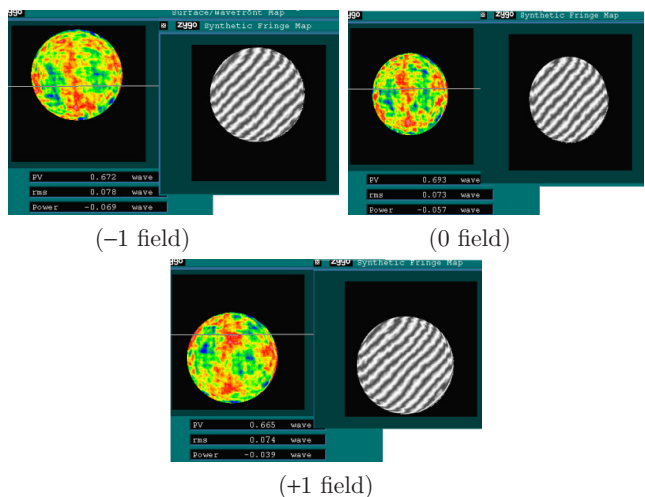 zygo Surface/Wavefront Map
zygo Synthetic Fringe Map
PV 0.672 wave
rms 0.078 wave
Power -0.069 wave
(−1 field)
zygo
zygo Synthetic Fringe Map
PV 0.693 wave
rms 0.073 wave
Power -0.057 wave
(0 field)
zygo Synthetic Fringe Map
PV 0.665 wave
rms 0.074 wave
Power -0.039 wave
(+1 field)